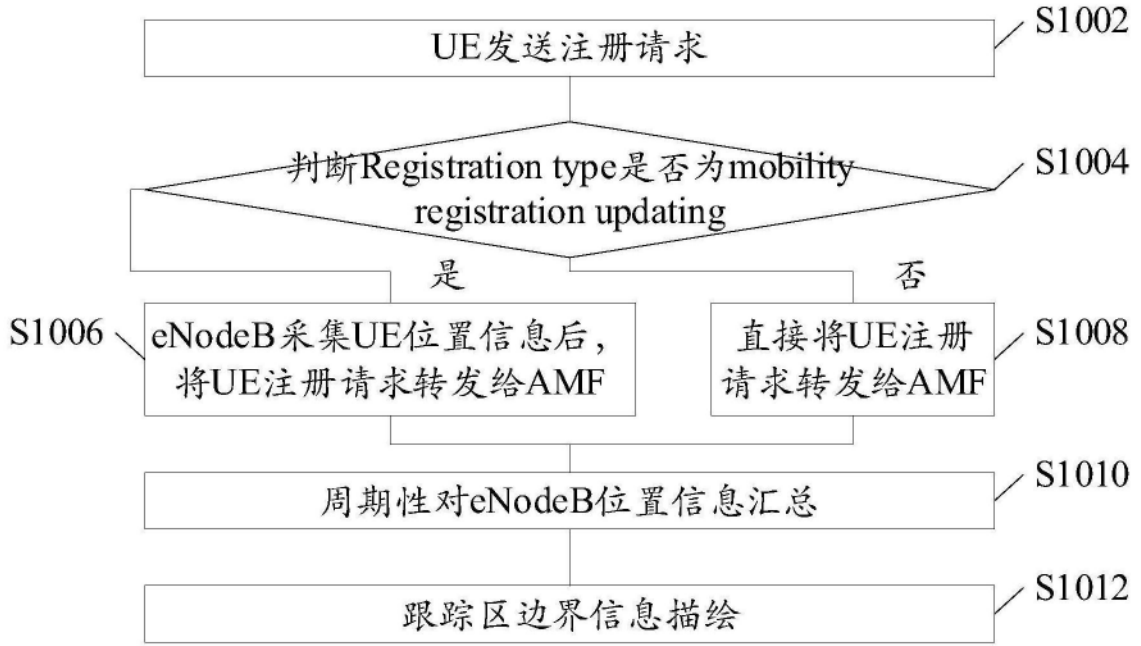 UE发送注册请求
S1002
判断Registration type是否为mobility
registration updating
S1004
是
否
S1006
eNodeB采集UE位置信息后，
将UE注册请求转发给AMF
直接将UE注册
请求转发给AMF
S1008
周期性对eNodeB位置信息汇总
S1010
跟踪区边界信息描绘
S1012